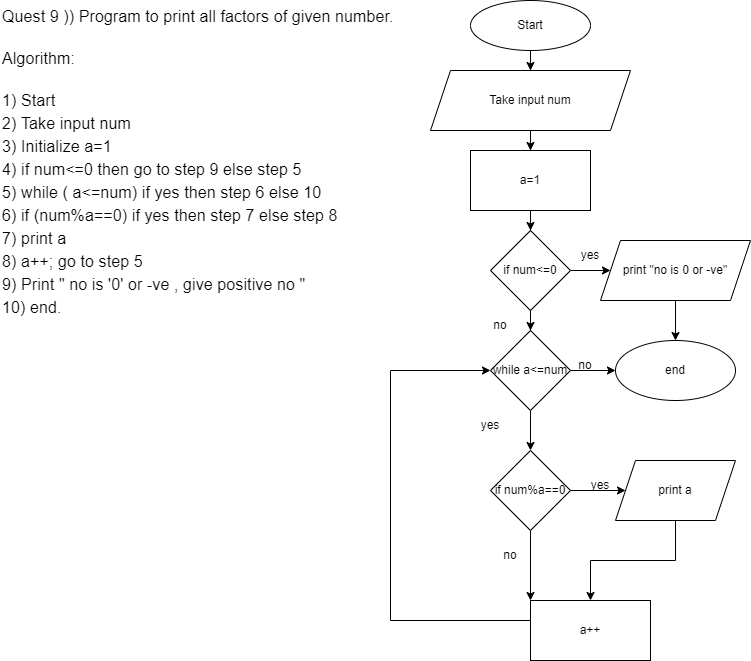 Quest 9 )) Program to print all factors of given number.
Algorithm:
1) Start
2) Take input num
3) Initialize a=1
4) if num<=0 then go to step 9 else step 5
5) while ( a<=num) if yes then step 6 else 10
6) if (num%a==0) if yes then step 7 else step 8
7) print a
8) a++; go to step 5
9) Print " no is '0' or -ve , give positive no "
10) end.
Start
Take input num
a=1
if num<=0
yes
print "no is 0 or -ve"
no
while a<=num
no
end
yes
if num%a==0
yes
print a
no
a++